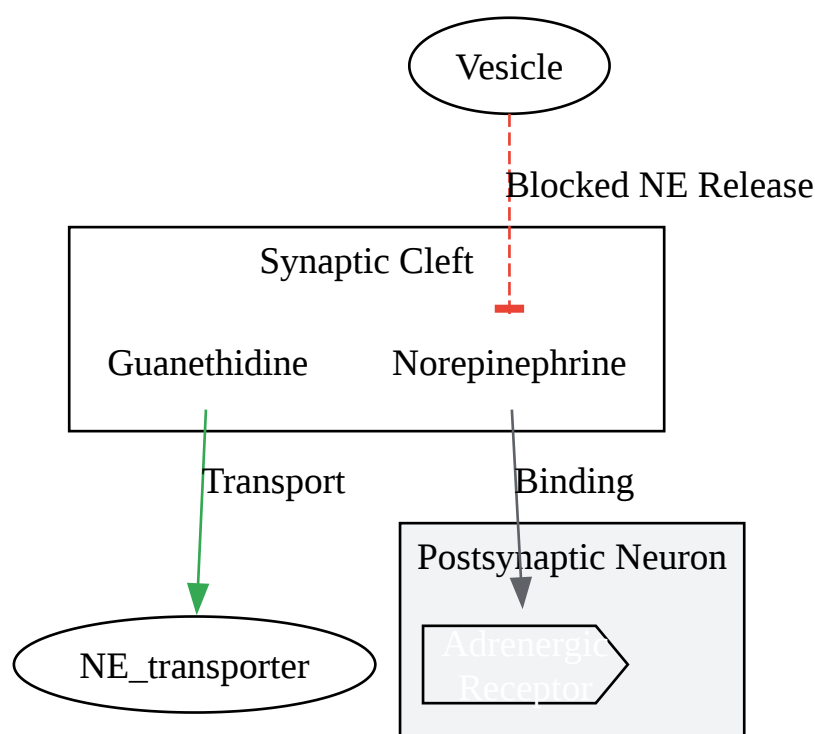 Vesicle
Blocked NE Release
Synaptic Cleft
Guanethidine
Norepinephrine
Transport
Binding
Postsynaptic Neuron
NE_transporter
Adrenergic
Receptor